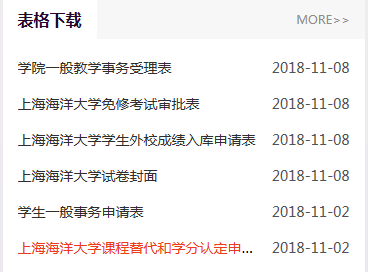 表格下载 MORE>>
学院一般教学事务受理表 2018-11-08
上海海洋大学免修考试审批表 2018-11-08
上海海洋大学学生外校成绩入库申请表 2018-11-08
上海海洋大学试卷封面 2018-11-08
学生一般事务申请表 2018-11-02
上海海洋大学课程替代和学分认定申... 2018-11-02